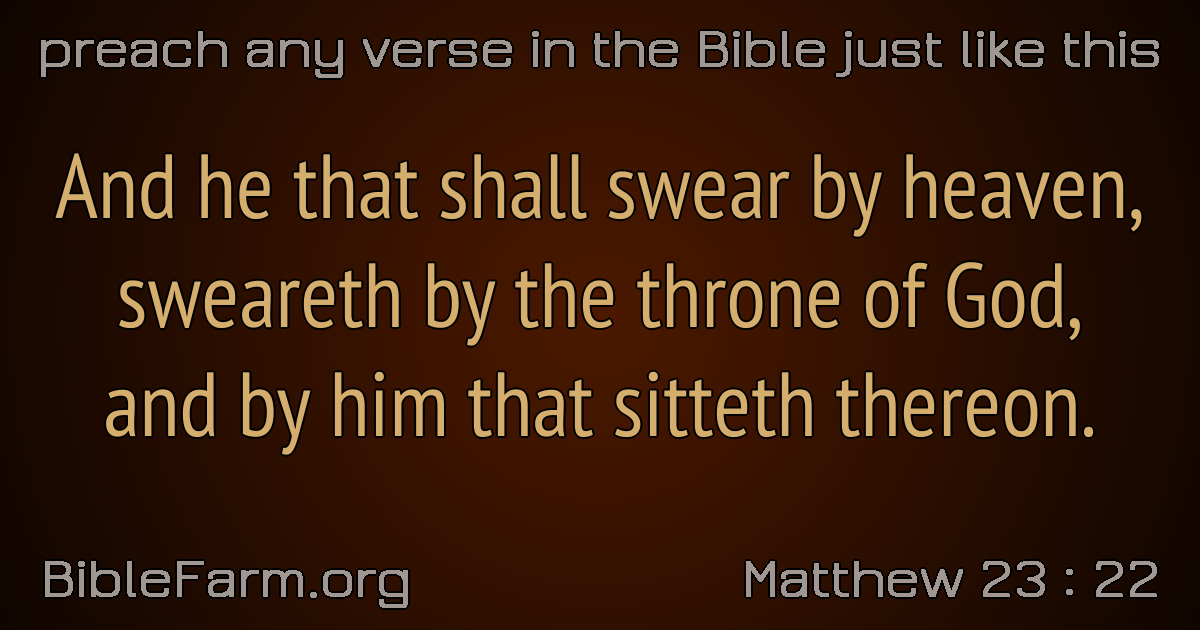 preach any verse in the Bible just like this
And he that shall swear by heaven,
sweareth by the throne of God,
and by him that sitteth thereon.
BibleFarm.org
Matthew 23 : 22